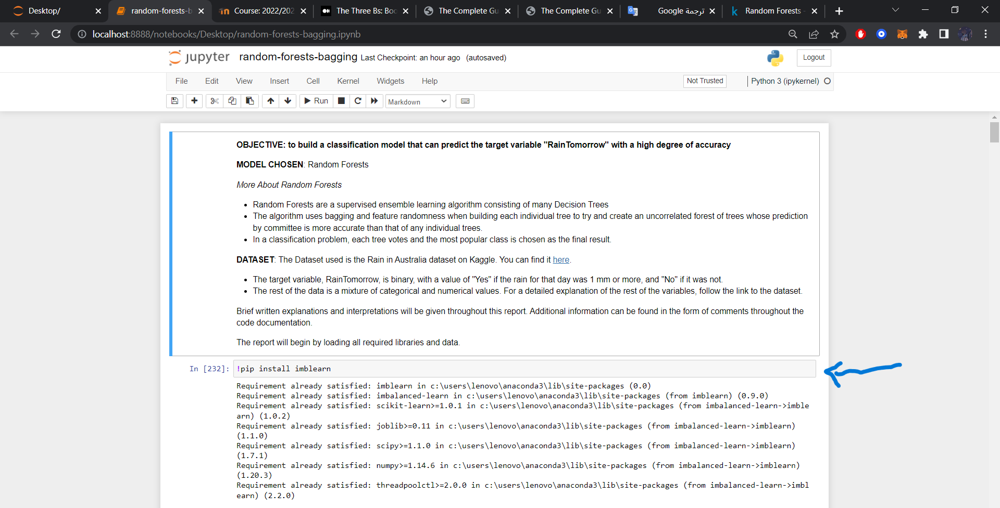 Desktop/ random-forests-b Course: 2022/202 The Three Bs: Boo The Complete Gu The Complete Gu ترجمة Google Random Forests -
localhost:8888/notebooks/Desktop/random-forests-bagging.ipynb
jupyter random-forests-bagging Last Checkpoint: an hour ago (autosaved) Logout
File Edit View Insert Cell Kernel Widgets Help Not Trusted Python 3 (ipykernel)
Run Markdown
OBJECTIVE: to build a classification model that can predict the target variable "RainTomorrow" with a high degree of accuracy
MODEL CHOSEN: Random Forests
More About Random Forests
• Random Forests are a supervised ensemble learning algorithm consisting of many Decision Trees
• The algorithm uses bagging and feature randomness when building each individual tree to try and create an uncorrelated forest of trees whose prediction
by committee is more accurate than that of any individual trees.
• In a classification problem, each tree votes and the most popular class is chosen as the final result.
DATASET: The Dataset used is the Rain in Australia dataset on Kaggle. You can find it here.
• The target variable, RainTomorrow, is binary, with a value of "Yes" if the rain for that day was 1 mm or more, and "No" if it was not.
• The rest of the data is a mixture of categorical and numerical values. For a detailed explanation of the rest of the variables, follow the link to the dataset.
Brief written explanations and interpretations will be given throughout this report. Additional information can be found in the form of comments throughout the
code documentation.
The report will begin by loading all required libraries and data.
In [232]: !pip install imblearn
Requirement already satisfied: imblearn in c:\users\lenovo\anaconda3\lib\site-packages (0.0)
Requirement already satisfied: imbalanced-learn in c:\users\lenovo\anaconda3\lib\site-packages (from imblearn) (0.9.0)
Requirement already satisfied: scikit-learn>=1.0.1 in c:\users\lenovo\anaconda3\lib\site-packages (from imbalanced-learn->imble
arn) (1.0.2)
Requirement already satisfied: joblib>=0.11 in c:\users\lenovo\anaconda3\lib\site-packages (from imbalanced-learn->imblearn)
(1.1.0)
Requirement already satisfied: scipy>=1.1.0 in c:\users\lenovo\anaconda3\lib\site-packages (from imbalanced-learn->imblearn)
(1.7.1)
Requirement already satisfied: numpy>=1.14.6 in c:\users\lenovo\anaconda3\lib\site-packages (from imbalanced-learn->imblearn)
(1.20.3)
Requirement already satisfied: threadpoolctl>=2.0.0 in c:\users\lenovo\anaconda3\lib\site-packages (from imbalanced-learn->imbl
earn) (2.2.0)